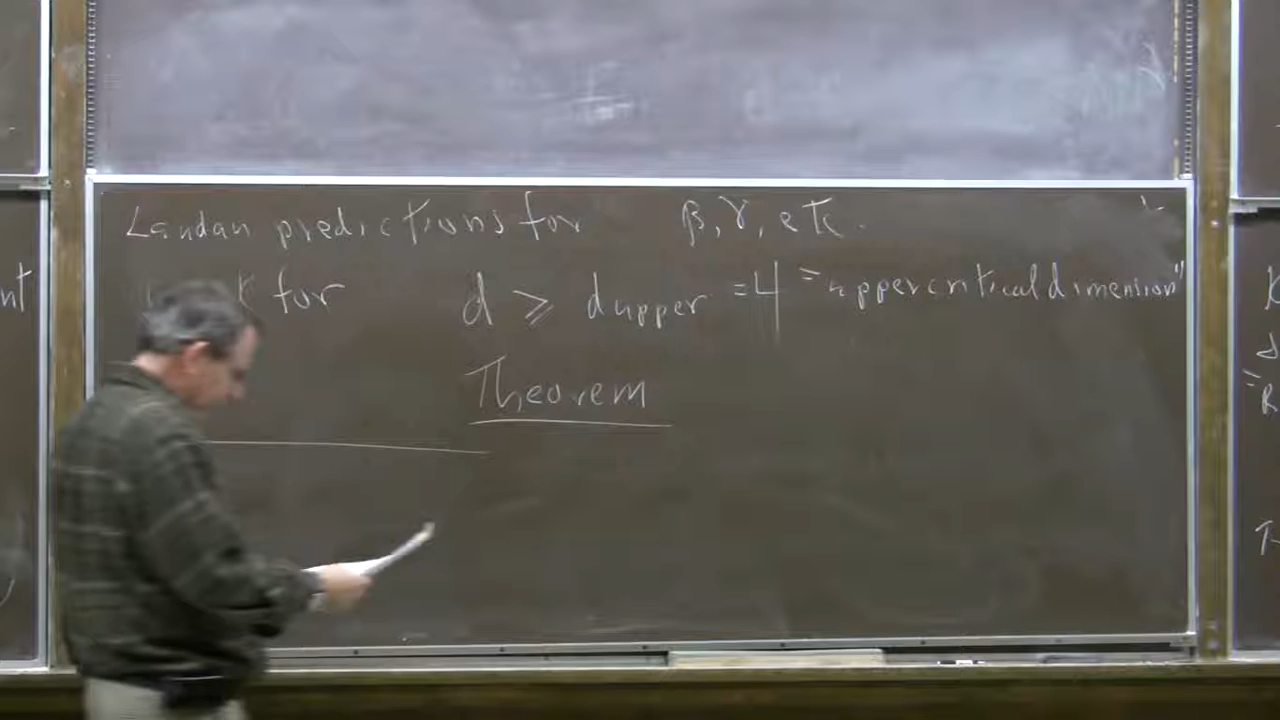 Landau predictions for β, γ, etc.
for d ≥ dupper = 4 = "upper critical dimension"
Theorem